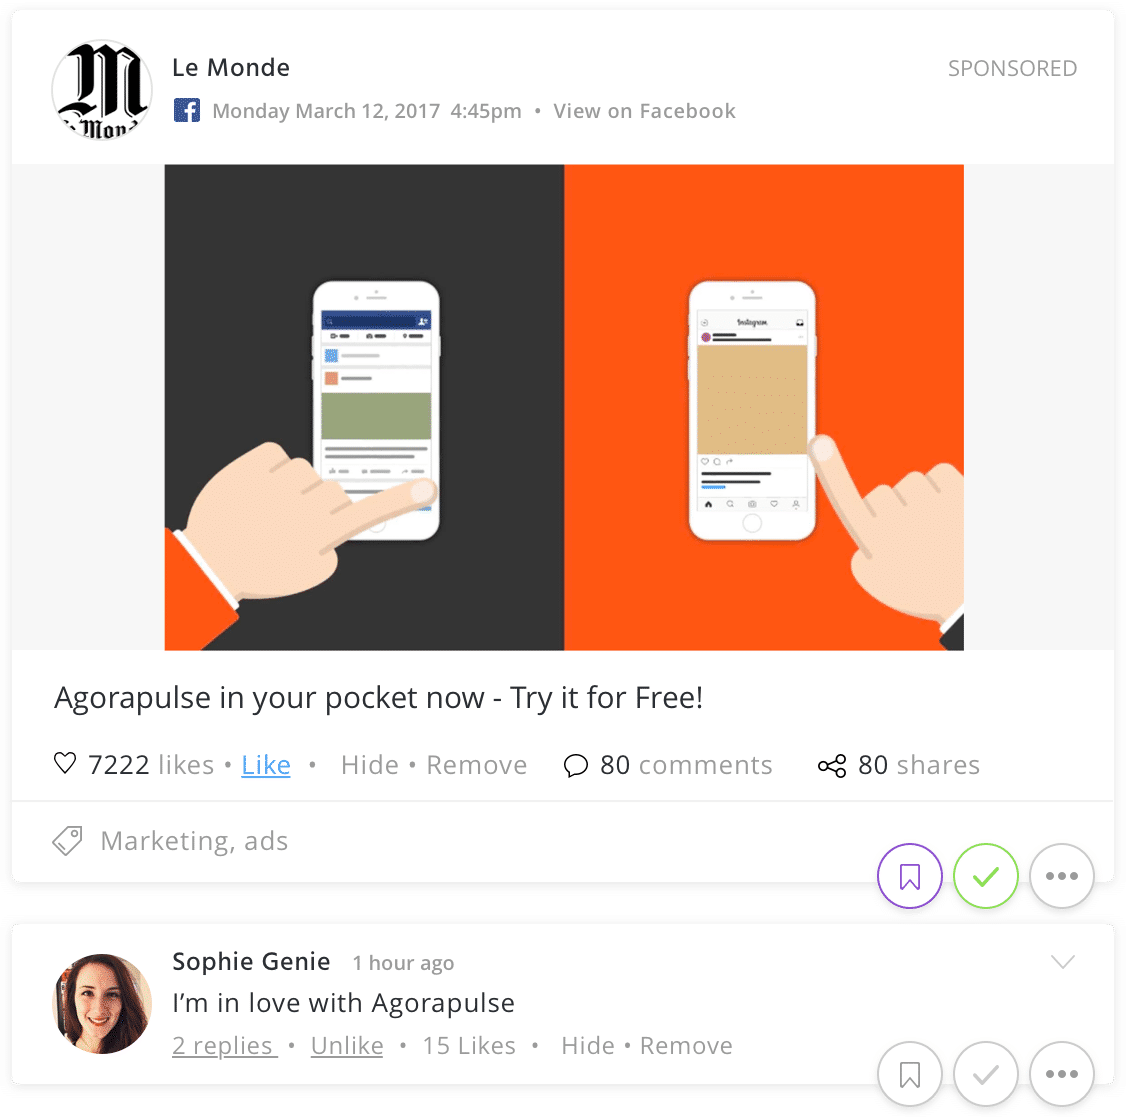 Le Monde
SPONSORED
Monday March 12, 2017 4:45pm • View on Facebook
Instagram
Agorapulse in your pocket now - Try it for Free!
7222 likes • Like • Hide • Remove 80 comments 80 shares
Marketing, ads
Sophie Genie 1 hour ago
I’m in love with Agorapulse
2 replies • Unlike • 15 Likes • Hide • Remove